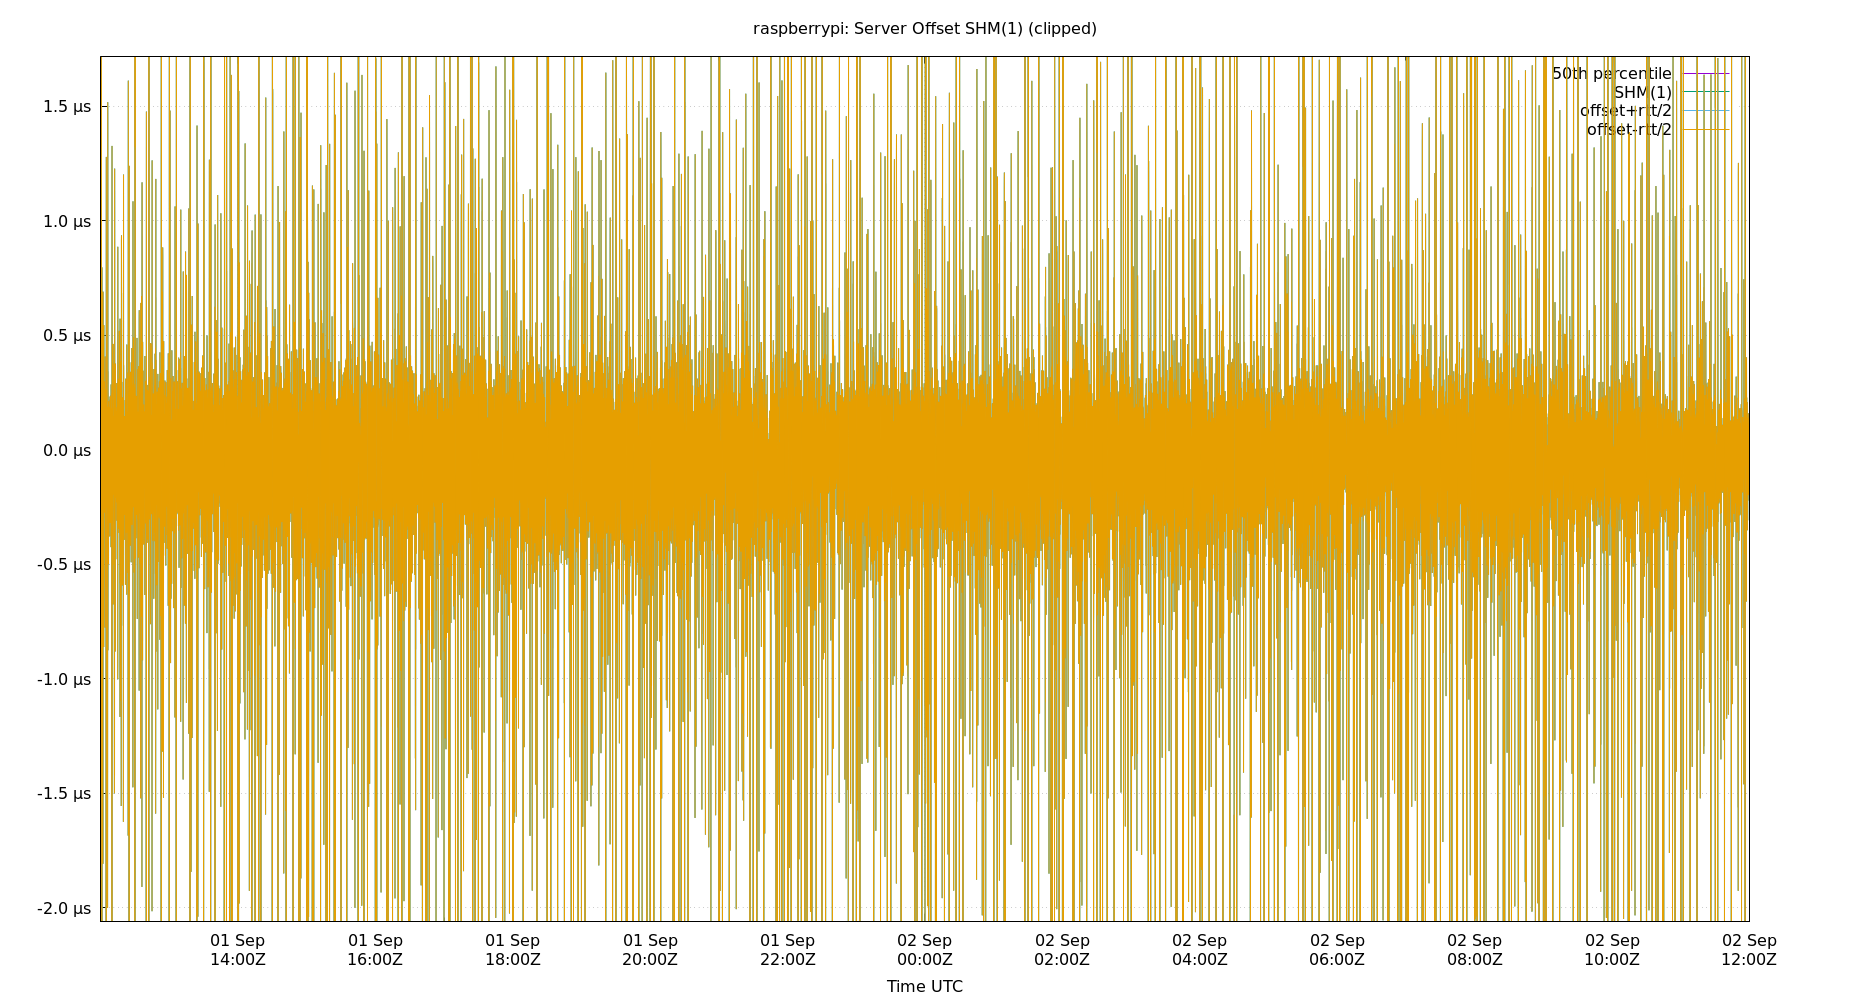 raspberrypi: Server Offset SHM(1) (clipped)
50th percentile
SHM(1)
offset+rtt/2
offset-rtt/2
1.5 µs
1.0 µs
0.5 µs
0.0 µs
-0.5 µs
-1.0 µs
-1.5 µs
-2.0 µs
01 Sep 01 Sep 01 Sep 01 Sep 01 Sep 02 Sep 02 Sep 02 Sep 02 Sep 02 Sep 02 Sep 02 Sep
14:00Z 16:00Z 18:00Z 20:00Z 22:00Z 00:00Z 02:00Z 04:00Z 06:00Z 08:00Z 10:00Z 12:00Z
Time UTC